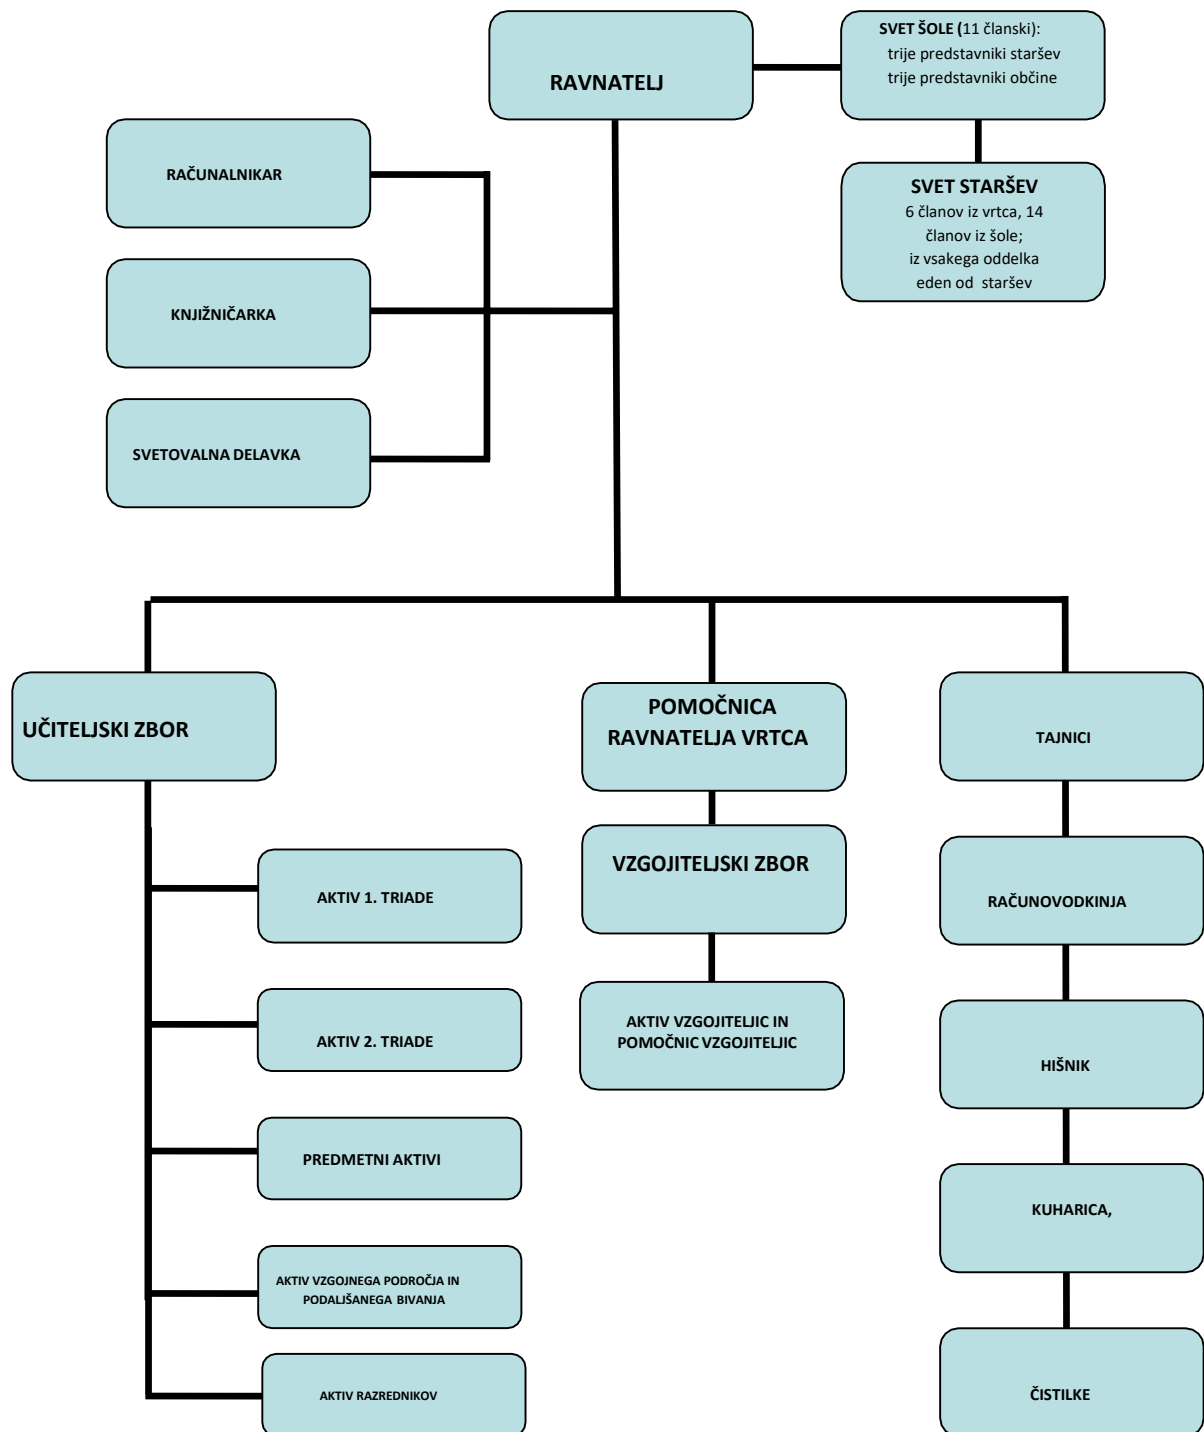 RAVNATELJ
SVET ŠOLE (11 članski):
trije predstavniki staršev
trije predstavniki občine
RAČUNALNIKAR
SVET STARŠEV
6 članov iz vrtca, 14
članov iz šole;
iz vsakega oddelka
eden od staršev
KNJIŽNIČARKA
SVETOVALNA DELAVKA
UČITELJSKI ZBOR
POMOČNICA
RAVNATELJA VRTCA
TAJNICI
AKTIV 1. TRIADE
VZGOJITELJSKI ZBOR
RAČUNOVODKINJA
AKTIV 2. TRIADE
AKTIV VZGOJITELJIC IN
POMOČNIC VZGOJITELJIC
HIŠNIK
PREDMETNI AKTIVI
KUHARICA,
AKTIV VZGOJNEGA PODROČJA IN
PODALJŠANEGA BIVANJA
AKTIV RAZREDNIKOV
ČISTILKE